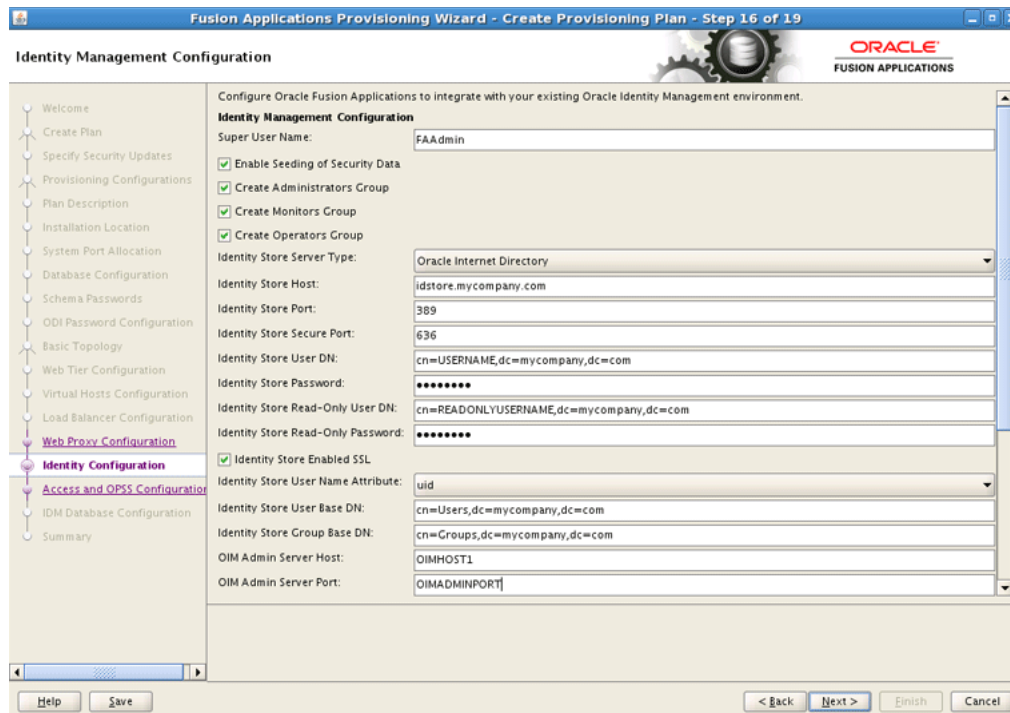 Fusion Applications Provisioning Wizard - Create Provisioning Plan - Step 16 of 19
Identity Management Configuration
ORACLE
FUSION APPLICATIONS
Welcome
Create Plan
Specify Security Updates
Provisioning Configurations
Plan Description
Installation Location
System Port Allocation
Database Configuration
Schema Passwords
ODI Password Configuration
Basic Topology
Web Tier Configuration
Virtual Hosts Configuration
Load Balancer Configuration
Web Proxy Configuration
Identity Configuration
Access and OPSS Configuration
IDM Database Configuration
Summary
Configure Oracle Fusion Applications to integrate with your existing Oracle Identity Management environment.
Identity Management Configuration
Super User Name: FAAdmin
Enable Seeding of Security Data
Create Administrators Group
Create Monitors Group
Create Operators Group
Identity Store Server Type: Oracle Internet Directory
Identity Store Host: idstore.mycompany.com
Identity Store Port: 389
Identity Store Secure Port: 636
Identity Store User DN: cn=USERNAME,dc=mycompany,dc=com
Identity Store Password: ••••••••
Identity Store Read-Only User DN: cn=READONLYUSERNAME,dc=mycompany,dc=com
Identity Store Read-Only Password: ••••••••
Identity Store Enabled SSL
Identity Store User Name Attribute: uid
Identity Store User Base DN: cn=Users,dc=mycompany,dc=com
Identity Store Group Base DN: cn=Groups,dc=mycompany,dc=com
OIM Admin Server Host: OIMHOST1
OIM Admin Server Port: OIMADMINPORT
Help Save < Back Next > Finish Cancel